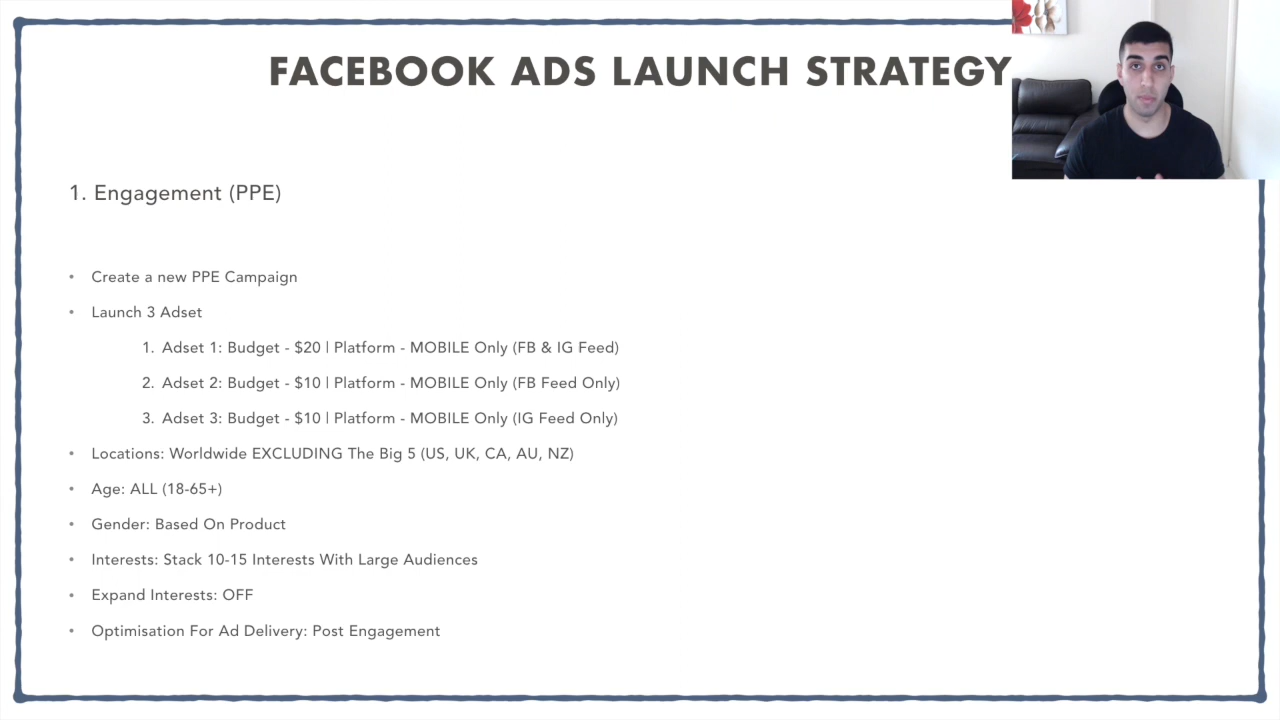 FACEBOOK ADS LAUNCH STRATEGY
1. Engagement (PPE)
• Create a new PPE Campaign
• Launch 3 Adset
1. Adset 1: Budget - $20 | Platform - MOBILE Only (FB & IG Feed)
2. Adset 2: Budget - $10 | Platform - MOBILE Only (FB Feed Only)
3. Adset 3: Budget - $10 | Platform - MOBILE Only (IG Feed Only)
• Locations: Worldwide EXCLUDING The Big 5 (US, UK, CA, AU, NZ)
• Age: ALL (18-65+)
• Gender: Based On Product
• Interests: Stack 10-15 Interests With Large Audiences
• Expand Interests: OFF
• Optimisation For Ad Delivery: Post Engagement